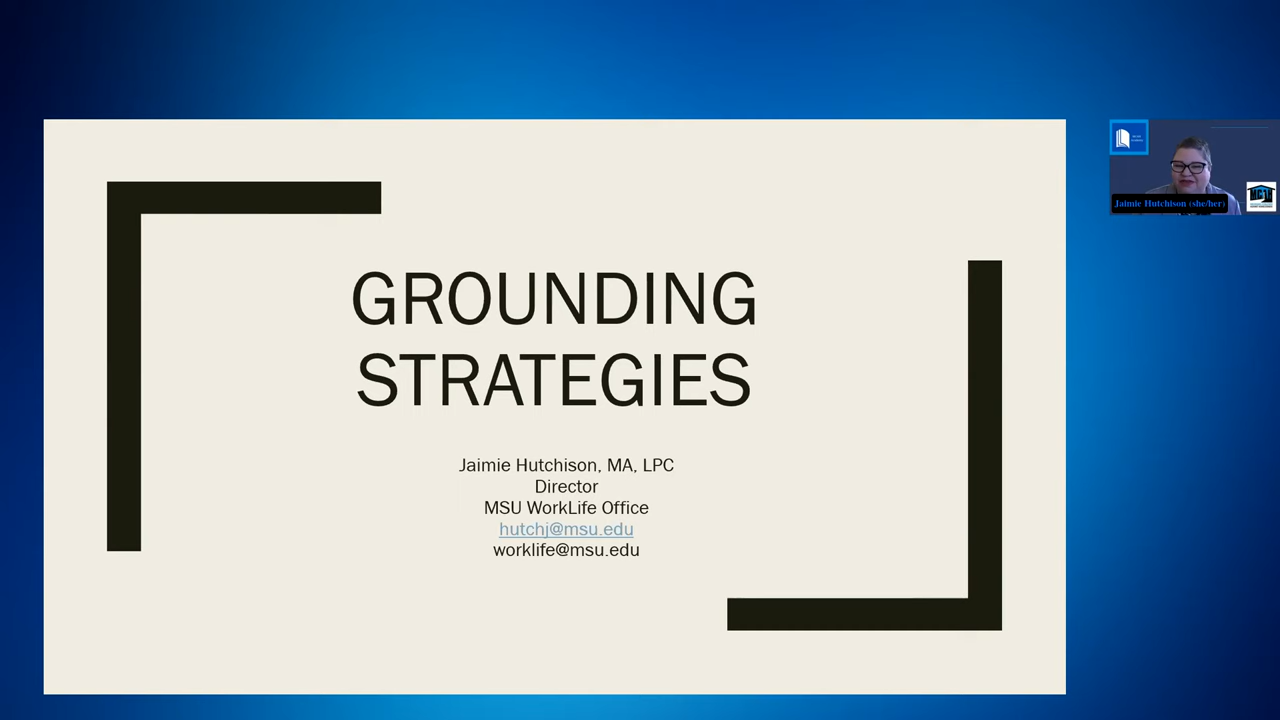 GROUNDING
STRATEGIES
Jaimie Hutchison, MA, LPC
Director
MSU WorkLife Office
hutchj@msu.edu
worklife@msu.edu
Jaimie Hutchison (she/her)